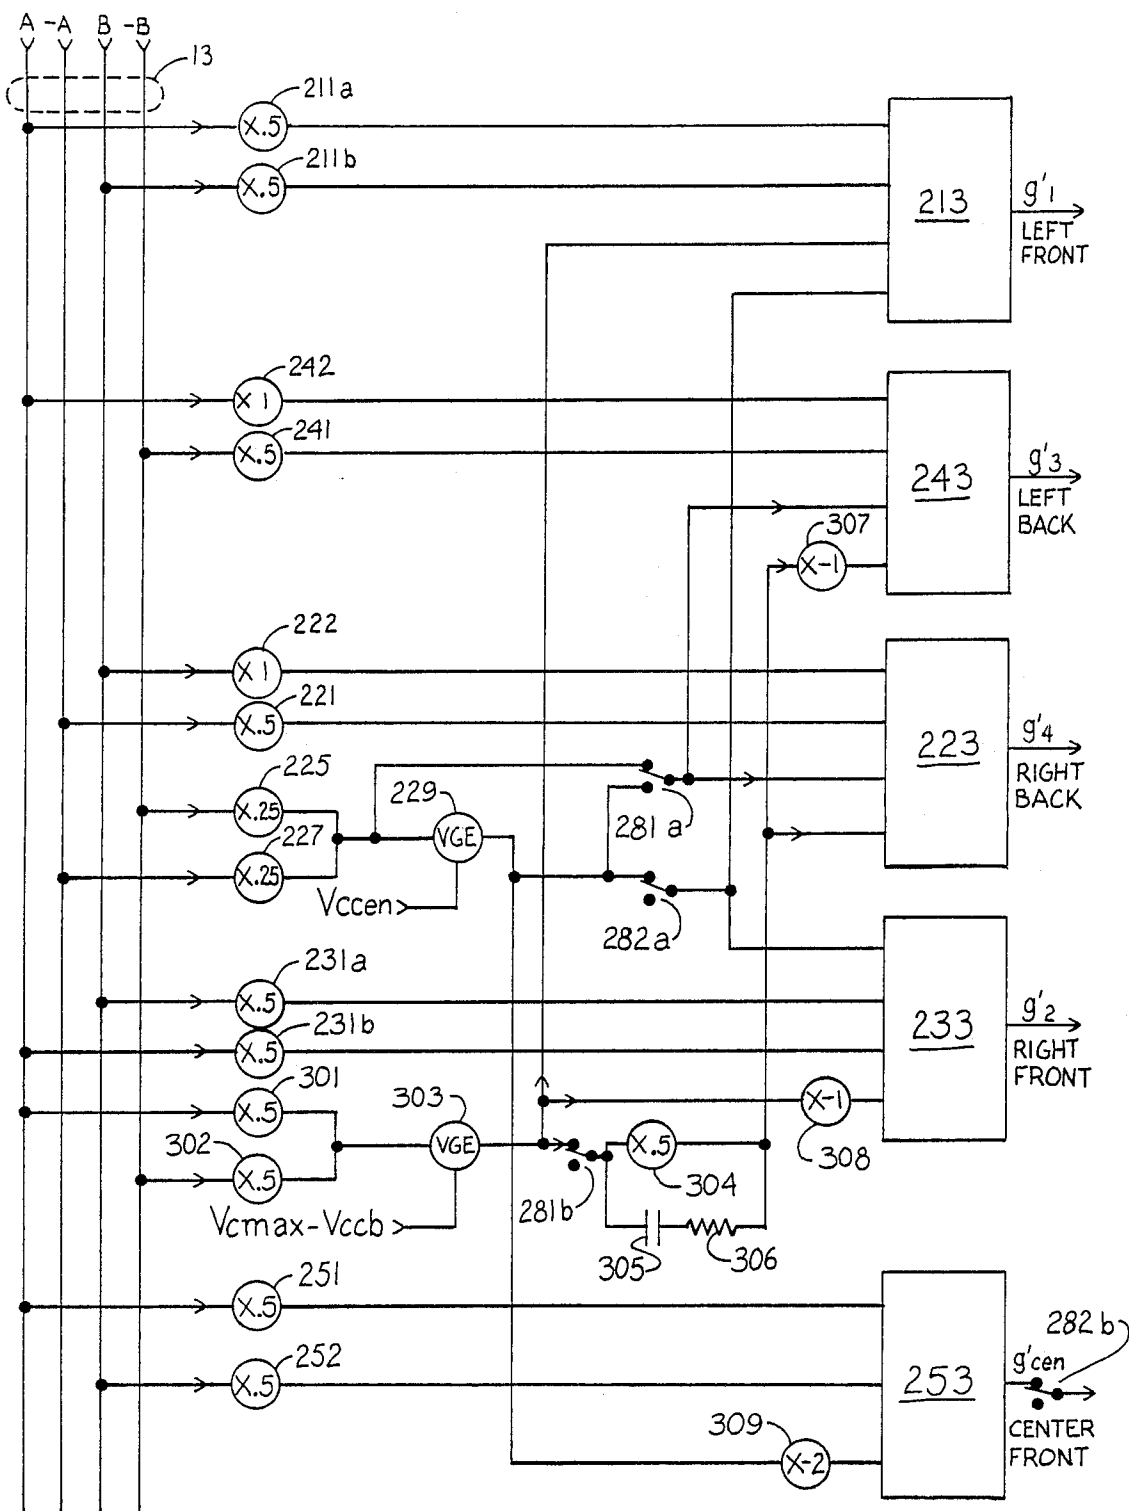 A -A B -B
13
211a
X.5
211b
X.5
213
g'1
LEFT
FRONT
242
X 1
241
X.5
243
g'3
LEFT
BACK
307
X-1
222
X 1
221
X.5
223
g'4
RIGHT
BACK
225
X.25
229
VGE
281a
227
X.25
Vccen
282a
231a
X.5
231b
X.5
233
g'2
RIGHT
FRONT
301
X.5
303
VGE
X-1
308
302
X.5
X.5
304
281b
Vcmax-Vccb
305
306
251
X.5
282b
252
X.5
253
g'cen
CENTER
FRONT
309
X-2